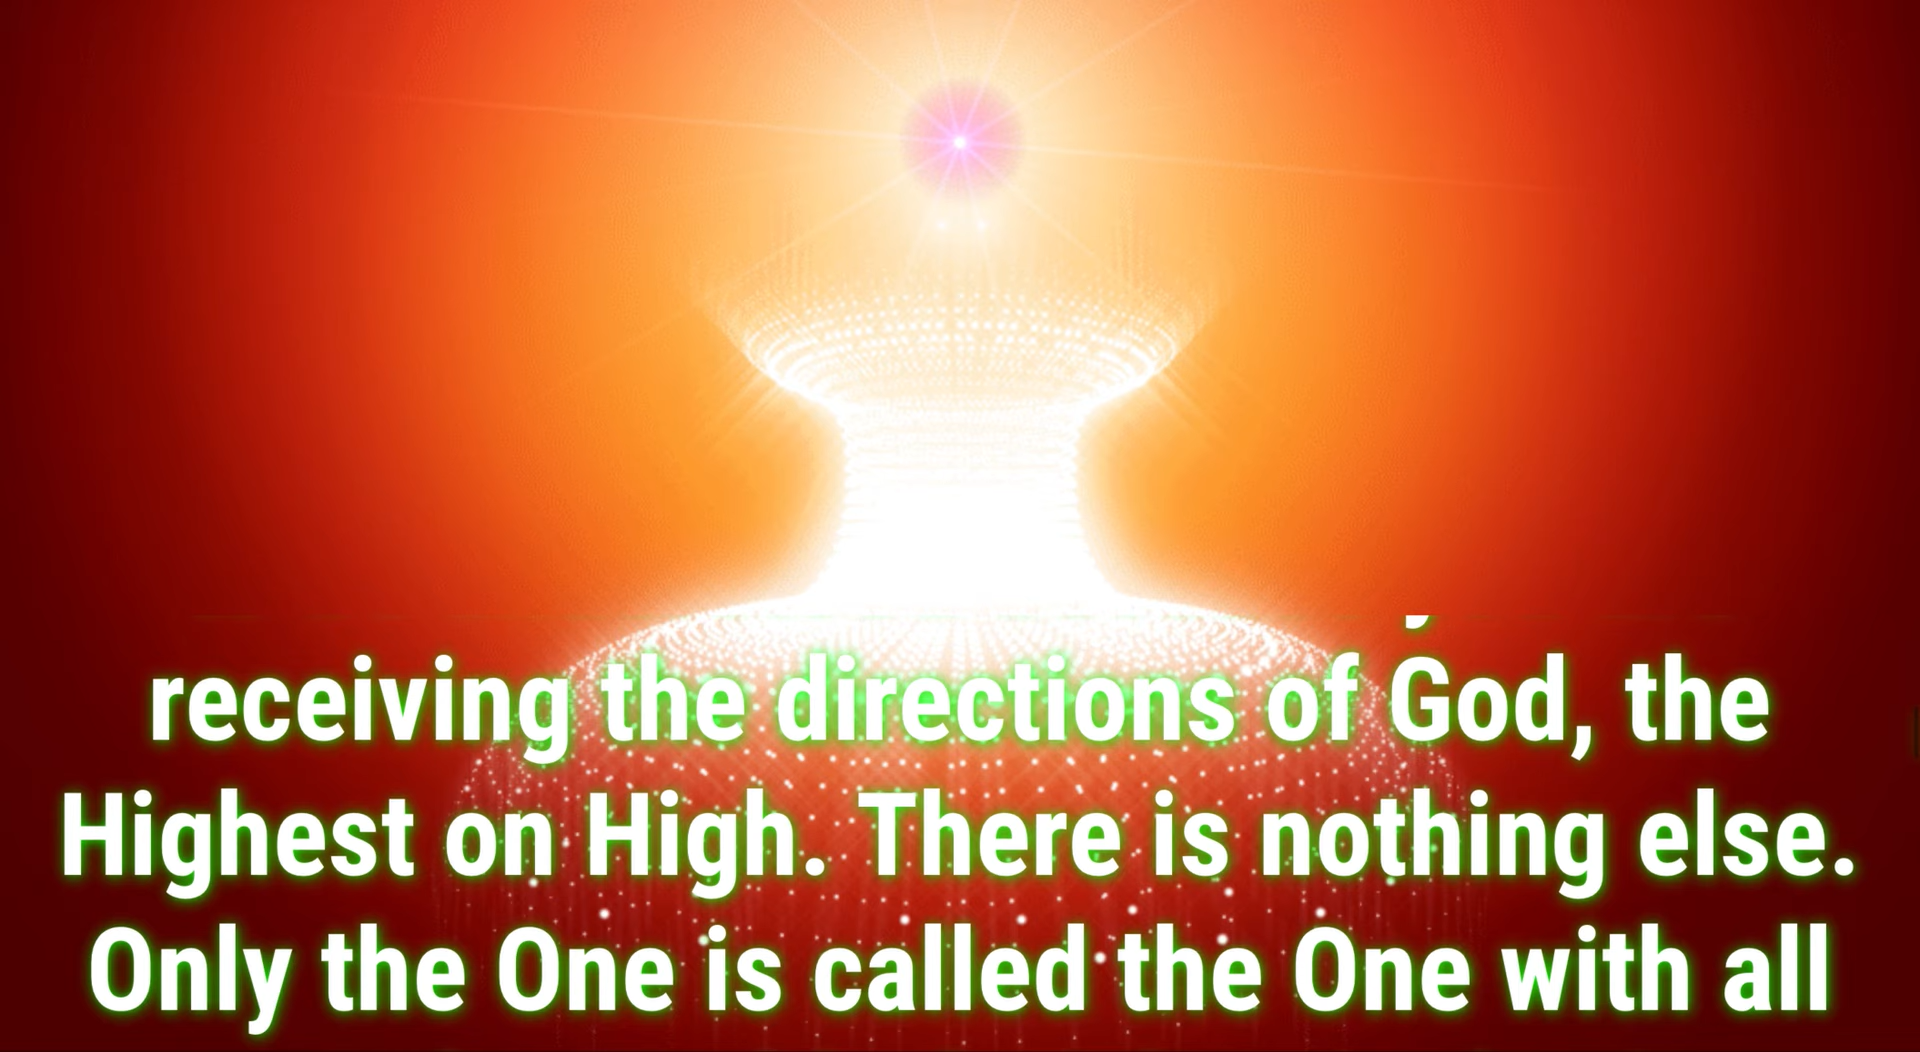 receiving the directions of God, the
Highest on High. There is nothing else.
Only the One is called the One with all